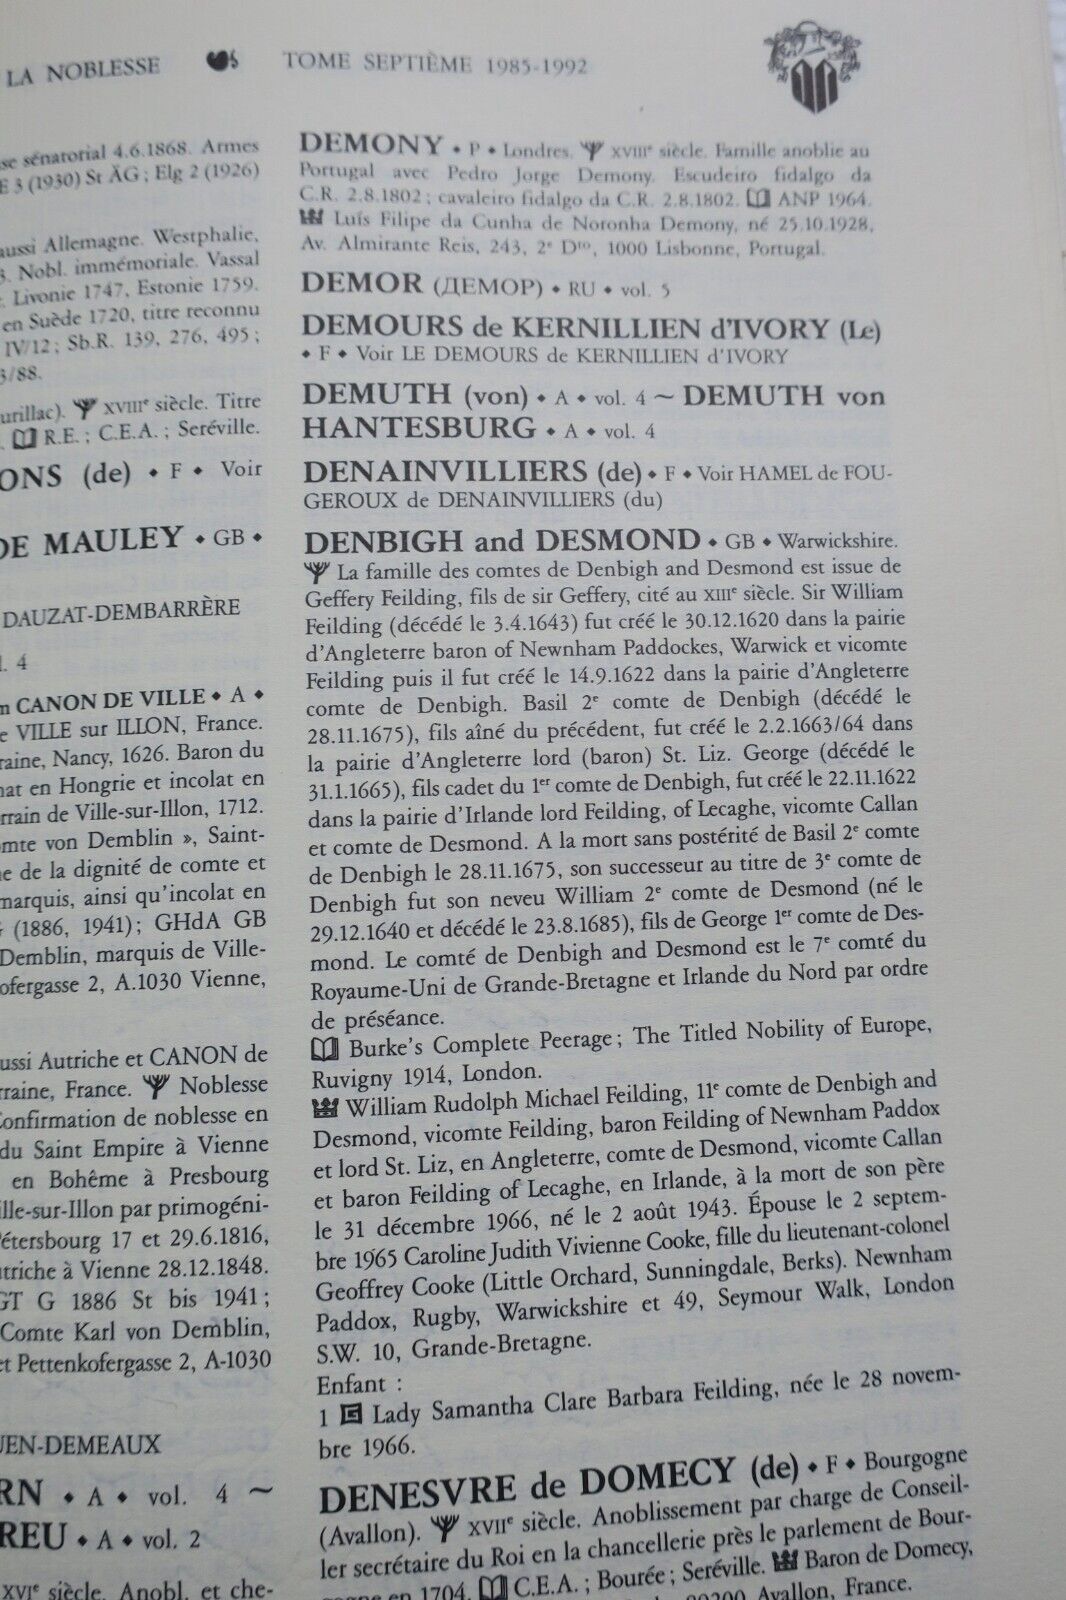 LA NOBLESSE
TOME SEPTIÈME 1985-1992
sénatorial 4.6.1868. Armes
E 3 (1930) St ÄG ; Elg 2 (1926)
aussi Allemagne. Westphalie,
3. Nobl. immémoriale. Vassal
Livonie 1747, Estonie 1759.
en Suède 1720, titre reconnu
IV/12 ; Sb.R. 139, 276, 495 ;
3/88.
urillac). XVIIIe siècle. Titre
R.E. ; C.E.A. ; Seréville.
ONS (de) ⬥ F ⬥ Voir
DE MAULEY ⬥ GB ⬥
DAUZAT-DEMBARRÈRE
l. 4
n CANON DE VILLE ⬥ A ⬥
e VILLE sur ILLON, France.
raine, Nancy, 1626. Baron du
nat en Hongrie et incolat en
rrain de Ville-sur-Illon, 1712.
omte von Demblin », Saint-
e de la dignité de comte et
marquis, ainsi qu'incolat en
(1886, 1941) ; GHdA GB
Demblin, marquis de Ville-
ofergasse 2, A.1030 Vienne,
ussi Autriche et CANON de
rraine, France. Noblesse
Confirmation de noblesse en
du Saint Empire à Vienne
en Bohême à Presbourg
ille-sur-Illon par primogéni-
Pétersbourg 17 et 29.6.1816,
utriche à Vienne 28.12.1848.
GT G 1886 St bis 1941 ;
Comte Karl von Demblin,
et Pettenkofergasse 2, A-1030
UEN-DEMEAUX
RN ⬥ A ⬥ vol. 4 ~
REU ⬥ A ⬥ vol. 2
XVIe siècle. Anobl. et che-
DEMONY ⬥ P ⬥ Londres. XVIIIe siècle. Famille anoblie au
Portugal avec Pedro Jorge Demony. Escudeiro fidalgo da
C.R. 2.8.1802 ; cavaleiro fidalgo da C.R. 2.8.1802. ANP 1964.
Luís Filipe da Cunha de Noronha Demony, né 25.10.1928,
Av. Almirante Reis, 243, 2e Dto, 1000 Lisbonne, Portugal.
DEMOR (ДЕМОР) ⬥ RU ⬥ vol. 5
DEMOURS de KERNILLIEN d'IVORY (Le)
⬥ F ⬥ Voir LE DEMOURS de KERNILLIEN d'IVORY
DEMUTH (von) ⬥ A ⬥ vol. 4 ~ DEMUTH von
HANTESBURG ⬥ A ⬥ vol. 4
DENAINVILLIERS (de) ⬥ F ⬥ Voir HAMEL de FOU-
GEROUX de DENAINVILLIERS (du)
DENBIGH and DESMOND ⬥ GB ⬥ Warwickshire.
La famille des comtes de Denbigh and Desmond est issue de
Geffery Feilding, fils de sir Geffery, cité au XIIIe siècle. Sir William
Feilding (décédé le 3.4.1643) fut créé le 30.12.1620 dans la pairie
d'Angleterre baron of Newnham Paddockes, Warwick et vicomte
Feilding puis il fut créé le 14.9.1622 dans la pairie d'Angleterre
comte de Denbigh. Basil 2e comte de Denbigh (décédé le
28.11.1675), fils aîné du précédent, fut créé le 2.2.1663/64 dans
la pairie d'Angleterre lord (baron) St. Liz. George (décédé le
31.1.1665), fils cadet du 1er comte de Denbigh, fut créé le 22.11.1622
dans la pairie d'Irlande lord Feilding, of Lecaghe, vicomte Callan
et comte de Desmond. A la mort sans postérité de Basil 2e comte
de Denbigh le 28.11.1675, son successeur au titre de 3e comte de
Denbigh fut son neveu William 2e comte de Desmond (né le
29.12.1640 et décédé le 23.8.1685), fils de George 1er comte de Des-
mond. Le comté de Denbigh and Desmond est le 7e comté du
Royaume-Uni de Grande-Bretagne et Irlande du Nord par ordre
de préséance.
Burke's Complete Peerage ; The Titled Nobility of Europe,
Ruvigny 1914, London.
William Rudolph Michael Feilding, 11e comte de Denbigh and
Desmond, vicomte Feilding, baron Feilding of Newnham Paddox
et lord St. Liz, en Angleterre, comte de Desmond, vicomte Callan
et baron Feilding of Lecaghe, en Irlande, à la mort de son père
le 31 décembre 1966, né le 2 août 1943. Épouse le 2 septem-
bre 1965 Caroline Judith Vivienne Cooke, fille du lieutenant-colonel
Geoffrey Cooke (Little Orchard, Sunningdale, Berks). Newnham
Paddox, Rugby, Warwickshire et 49, Seymour Walk, London
S.W. 10, Grande-Bretagne.
Enfant :
1 G Lady Samantha Clare Barbara Feilding, née le 28 novem-
bre 1966.
DENESVRE de DOMECY (de) ⬥ F ⬥ Bourgogne
(Avallon). XVIIe siècle. Anoblissement par charge de Conseil-
ler secrétaire du Roi en la chancellerie près le parlement de Bour-
gogne en 1704. C.E.A. ; Bourée ; Seréville. Baron de Domecy,
Avallon, France.